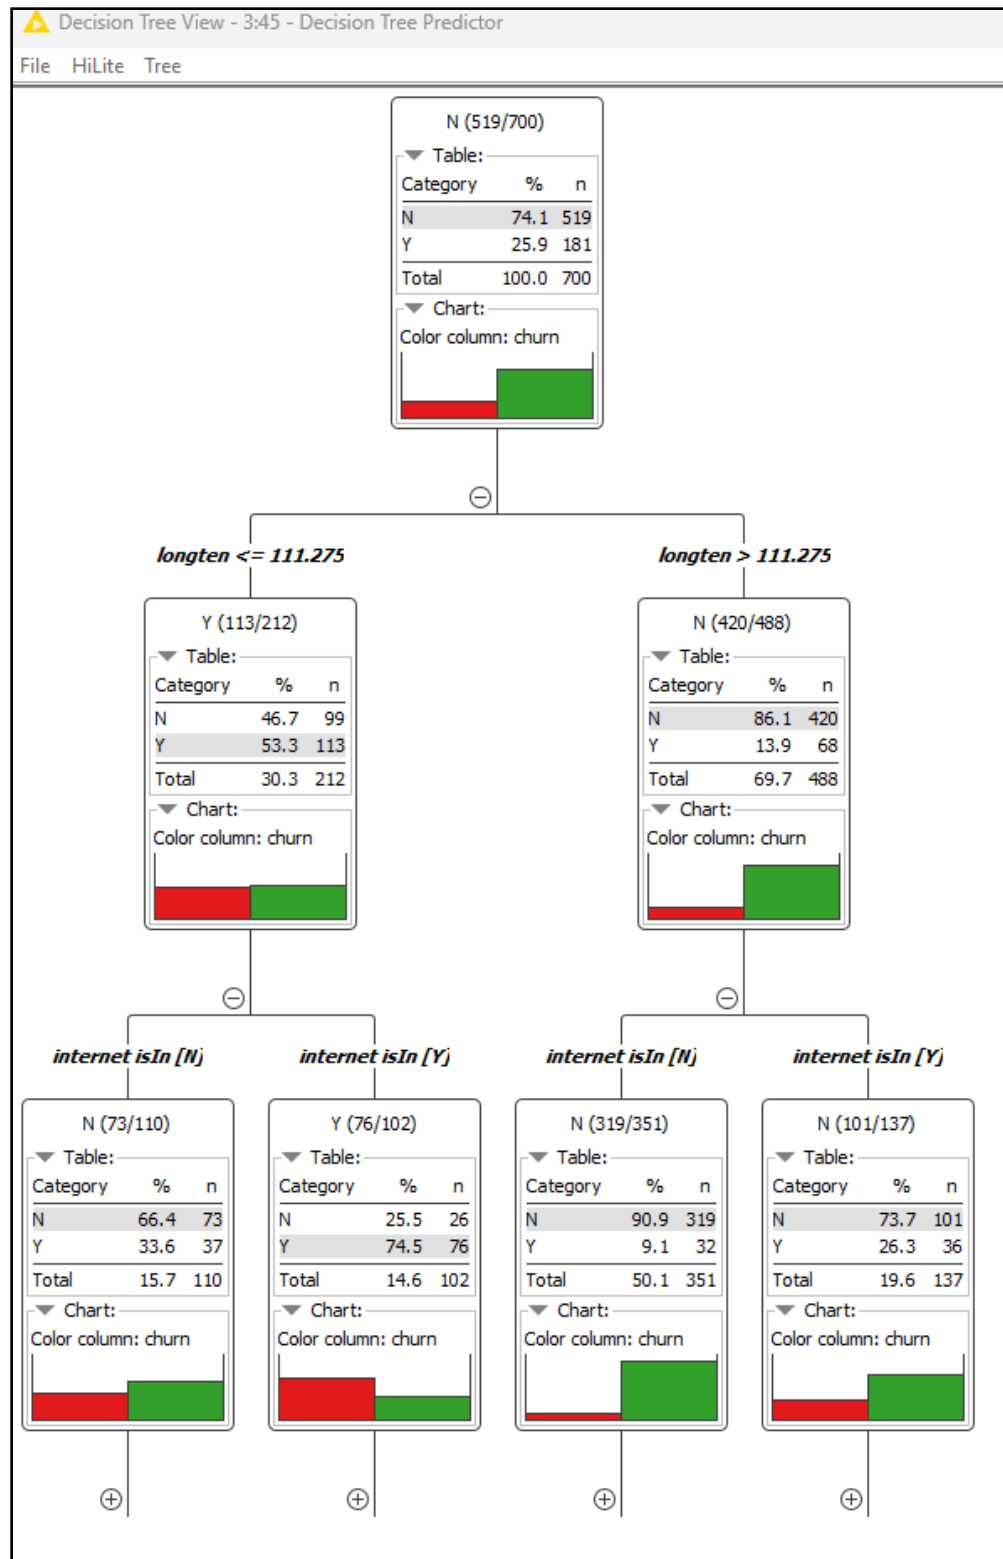 Decision Tree View - 3:45 - Decision Tree Predictor
File HiLite Tree
N (519/700)
Table:
Category % n
N 74.1 519
Y 25.9 181
Total 100.0 700
Chart:
Color column: churn
longten <= 111.275
Y (113/212)
Table:
Category % n
N 46.7 99
Y 53.3 113
Total 30.3 212
Chart:
Color column: churn
longten > 111.275
N (420/488)
Table:
Category % n
N 86.1 420
Y 13.9 68
Total 69.7 488
Chart:
Color column: churn
internet isIn [N]
N (73/110)
Table:
Category % n
N 66.4 73
Y 33.6 37
Total 15.7 110
Chart:
Color column: churn
internet isIn [Y]
Y (76/102)
Table:
Category % n
N 25.5 26
Y 74.5 76
Total 14.6 102
Chart:
Color column: churn
internet isIn [N]
N (319/351)
Table:
Category % n
N 90.9 319
Y 9.1 32
Total 50.1 351
Chart:
Color column: churn
internet isIn [Y]
N (101/137)
Table:
Category % n
N 73.7 101
Y 26.3 36
Total 19.6 137
Chart:
Color column: churn